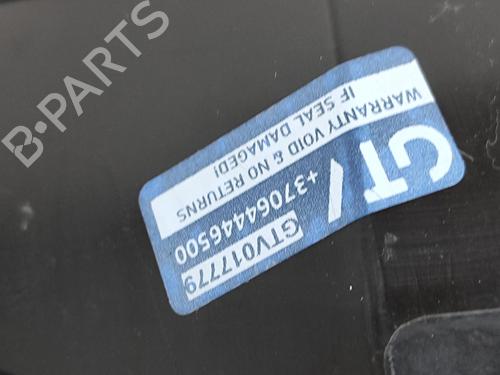 B-PARTS
GT/
WARRANTY VOID & NO RETURNS
IF SEAL DAMAGED!
+37064446500
GTV017779